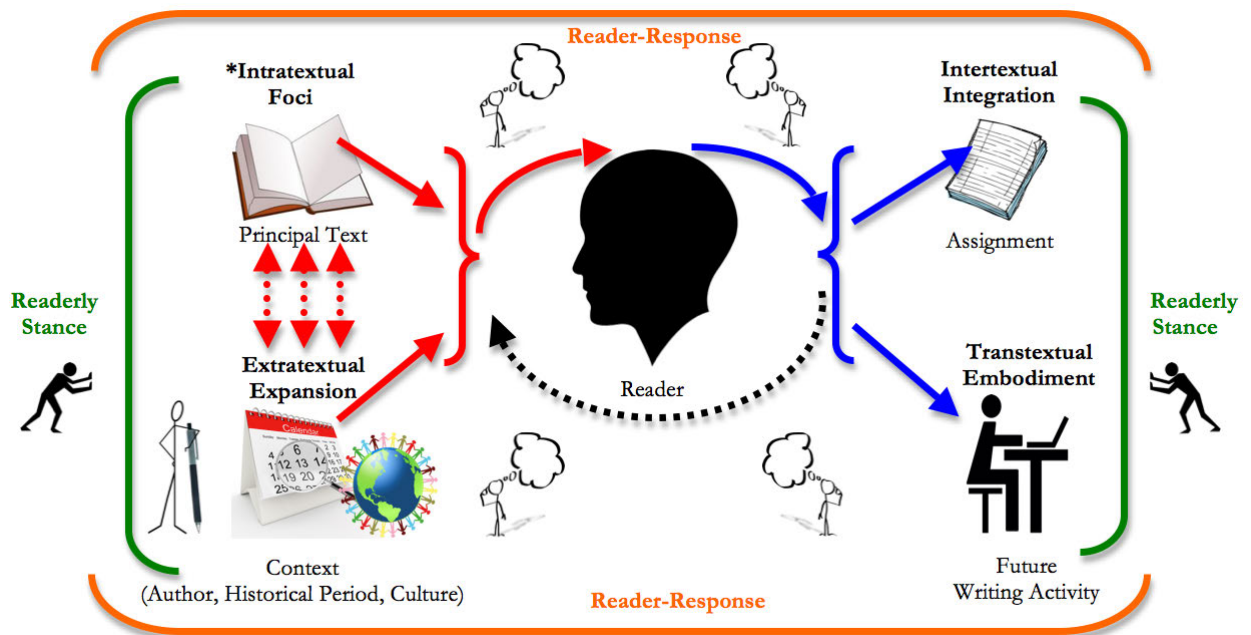 Reader-Response
*Intratextual
Foci
Principal Text
Intertextual
Integration
Assignment
Readerly
Stance
Readerly
Stance
Extratextual
Expansion
Calendar
Reader
Transtextual
Embodiment
Context
(Author, Historical Period, Culture)
Future
Writing Activity
Reader-Response